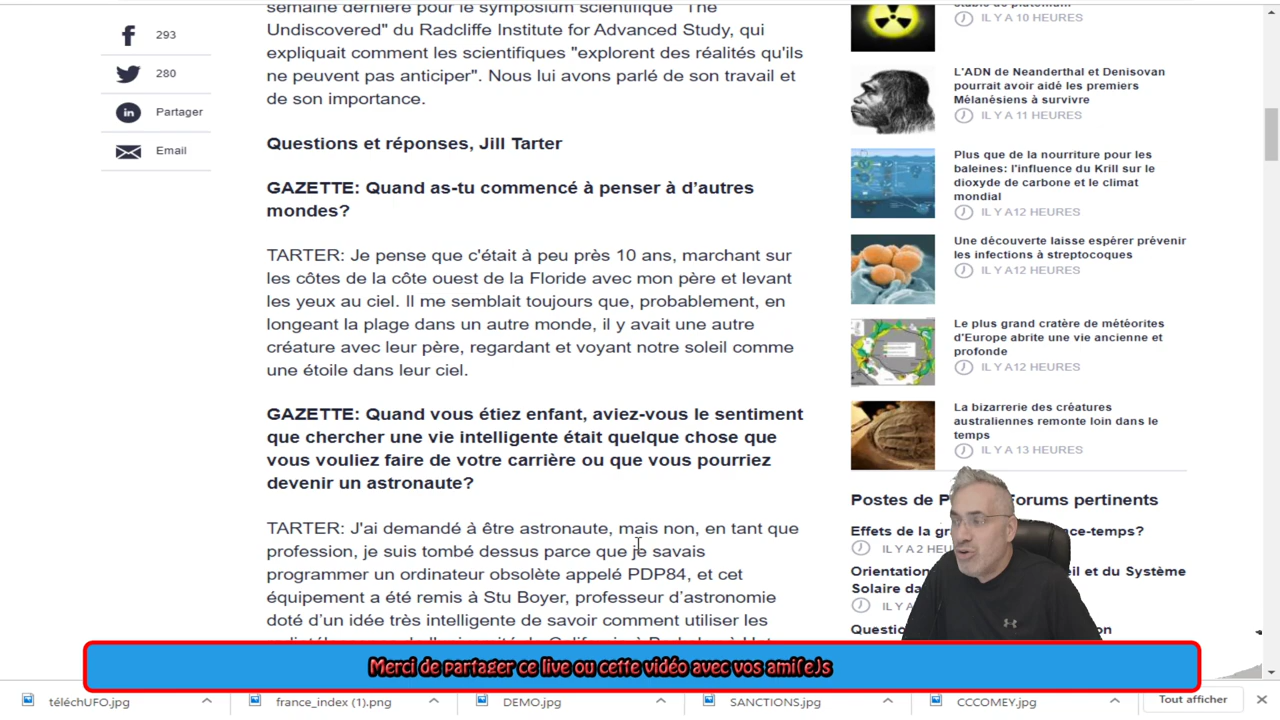 semaine dernière pour le symposium scientifique "The
Undiscovered" du Radcliffe Institute for Advanced Study, qui
expliquait comment les scientifiques "explorent des réalités qu'ils
ne peuvent pas anticiper". Nous lui avons parlé de son travail et
de son importance.
293
280
Partager
Email
Questions et réponses, Jill Tarter
GAZETTE: Quand as-tu commencé à penser à d'autres
mondes?
TARTER: Je pense que c'était à peu près 10 ans, marchant sur
les côtes de la côte ouest de la Floride avec mon père et levant
les yeux au ciel. Il me semblait toujours que, probablement, en
longeant la plage dans un autre monde, il y avait une autre
créature avec leur père, regardant et voyant notre soleil comme
une étoile dans leur ciel.
GAZETTE: Quand vous étiez enfant, aviez-vous le sentiment
que chercher une vie intelligente était quelque chose que
vous vouliez faire de votre carrière ou que vous pourriez
devenir un astronaute?
TARTER: J'ai demandé à être astronaute, mais non, en tant que
profession, je suis tombé dessus parce que je savais
programmer un ordinateur obsolète appelé PDP84, et cet
équipement a été remis à Stu Boyer, professeur d'astronomie
doté d'un idée très intelligente de savoir comment utiliser les
IL Y A 10 HEURES
L'ADN de Neanderthal et Denisovan
pourrait avoir aidé les premiers
Mélanésiens à survivre
IL Y A 11 HEURES
Plus que de la nourriture pour les
baleines: l'influence du Krill sur le
dioxyde de carbone et le climat
mondial
IL Y A12 HEURES
Une découverte laisse espérer prévenir
les infections à streptocoques
IL Y A12 HEURES
Le plus grand cratère de météorites
d'Europe abrite une vie ancienne et
profonde
IL Y A12 HEURES
La bizarrerie des créatures
australiennes remonte loin dans le
temps
IL Y A 13 HEURES
Postes de P Forums pertinents
Effets de la ce-temps?
IL Y A 2
Orientation eil et du Système
Solaire
IL Y A
Merci de partager ce live ou cette vidéo avec vos ami(e)s
téléchUFO.jpg
france_index (1).png
DEMO.jpg
SANCTIONS.jpg
CCCOMEY.jpg
Tout afficher